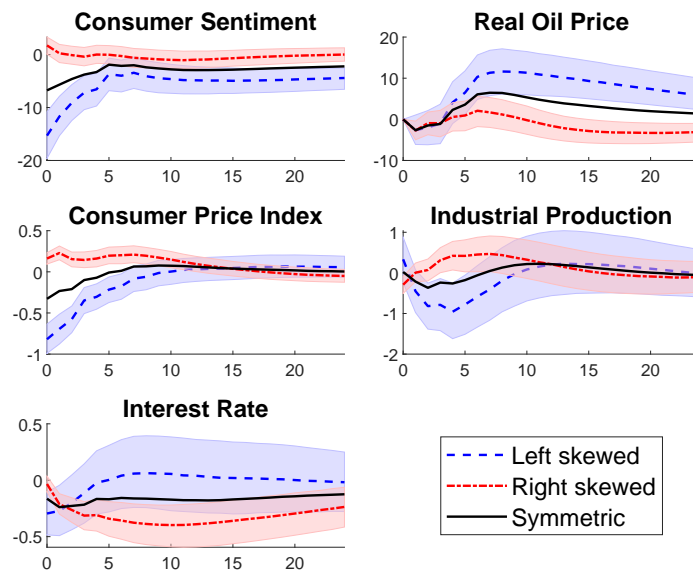 Consumer Sentiment
0
-10
-20
0 5 10 15 20
Real Oil Price
20
10
0
-10
0 5 10 15 20
Consumer Price Index
0.5
0
-0.5
-1
0 5 10 15 20
Industrial Production
1
0
-1
-2
0 5 10 15 20
Interest Rate
0.5
0
-0.5
0 5 10 15 20
Left skewed
Right skewed
Symmetric